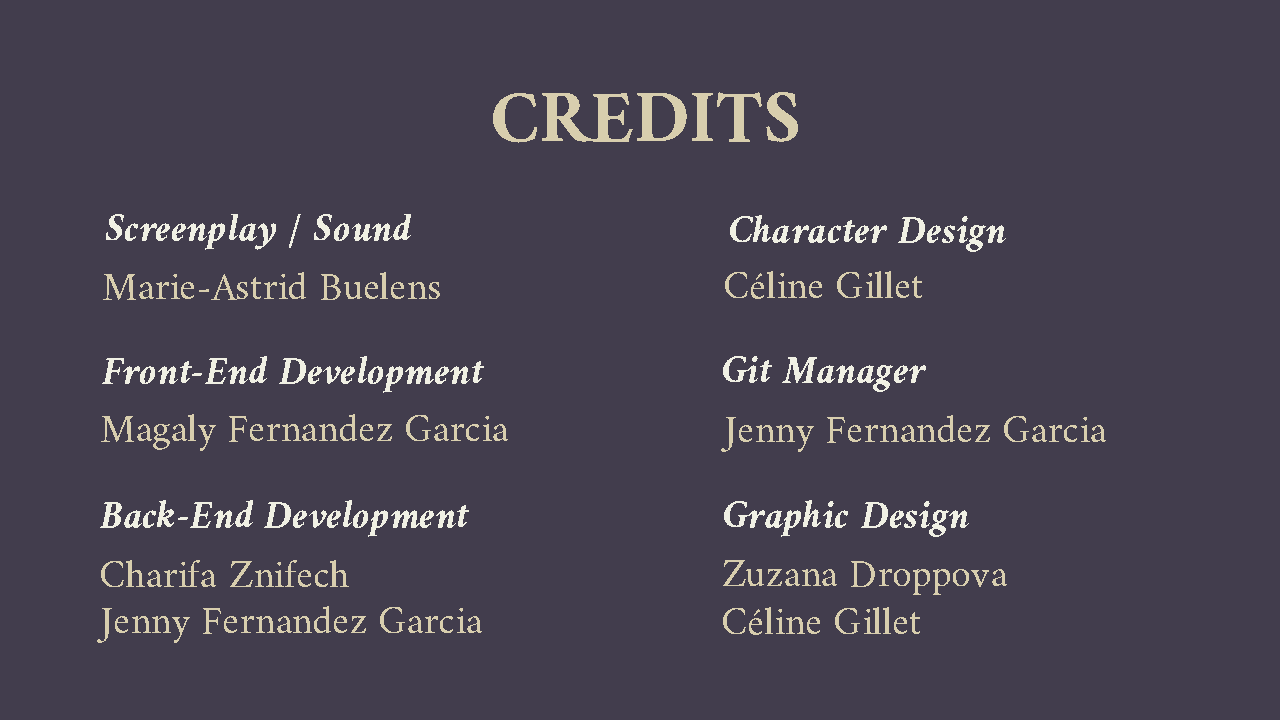 CREDITS
Screenplay / Sound
Marie-Astrid Buelens
Front-End Development
Magaly Fernandez Garcia
Back-End Development
Charifa Znifech
Jenny Fernandez Garcia
Character Design
Céline Gillet
Git Manager
Jenny Fernandez Garcia
Graphic Design
Zuzana Droppova
Céline Gillet